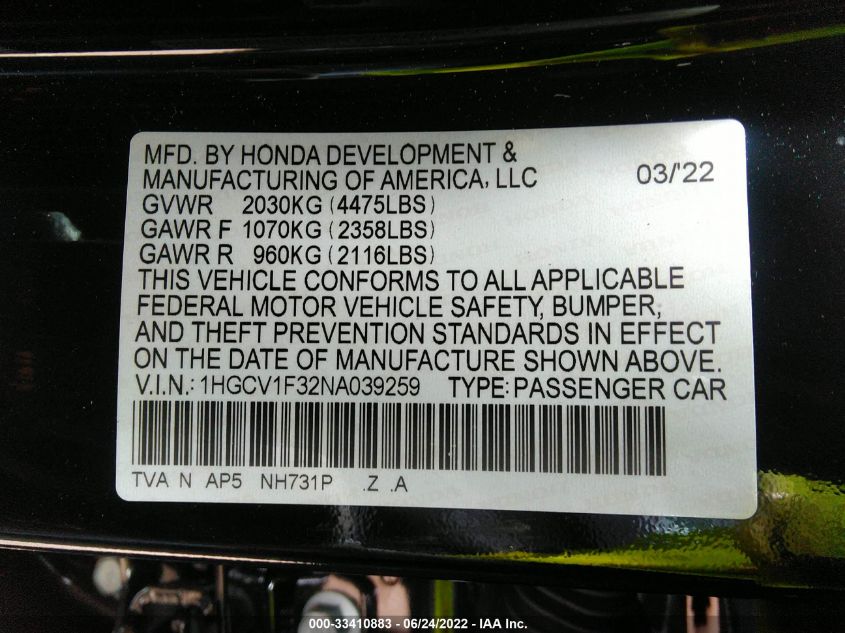 MFD. BY HONDA DEVELOPMENT &
MANUFACTURING OF AMERICA, LLC 03/'22
GVWR 2030KG (4475LBS)
GAWR F 1070KG (2358LBS)
GAWR R 960KG (2116LBS)
THIS VEHICLE CONFORMS TO ALL APPLICABLE
FEDERAL MOTOR VEHICLE SAFETY, BUMPER,
AND THEFT PREVENTION STANDARDS IN EFFECT
ON THE DATE OF MANUFACTURE SHOWN ABOVE.
V.I.N.: 1HGCV1F32NA039259 TYPE: PASSENGER CAR
TVA N AP5 NH731P .Z .A
000-33410883 - 06/24/2022 - IAA Inc.